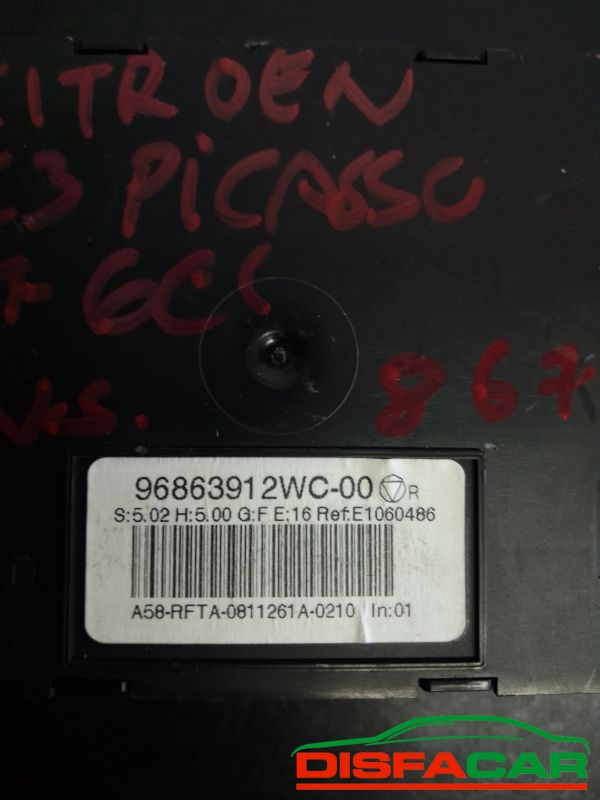 CITROEN
C3 PICASSO
867
96863912WC-00 R
S:5.02 H:5.00 G:F E:16 Ref:E1060486
A58-RFTA-0811261A-0210 In:01
DISFACAR